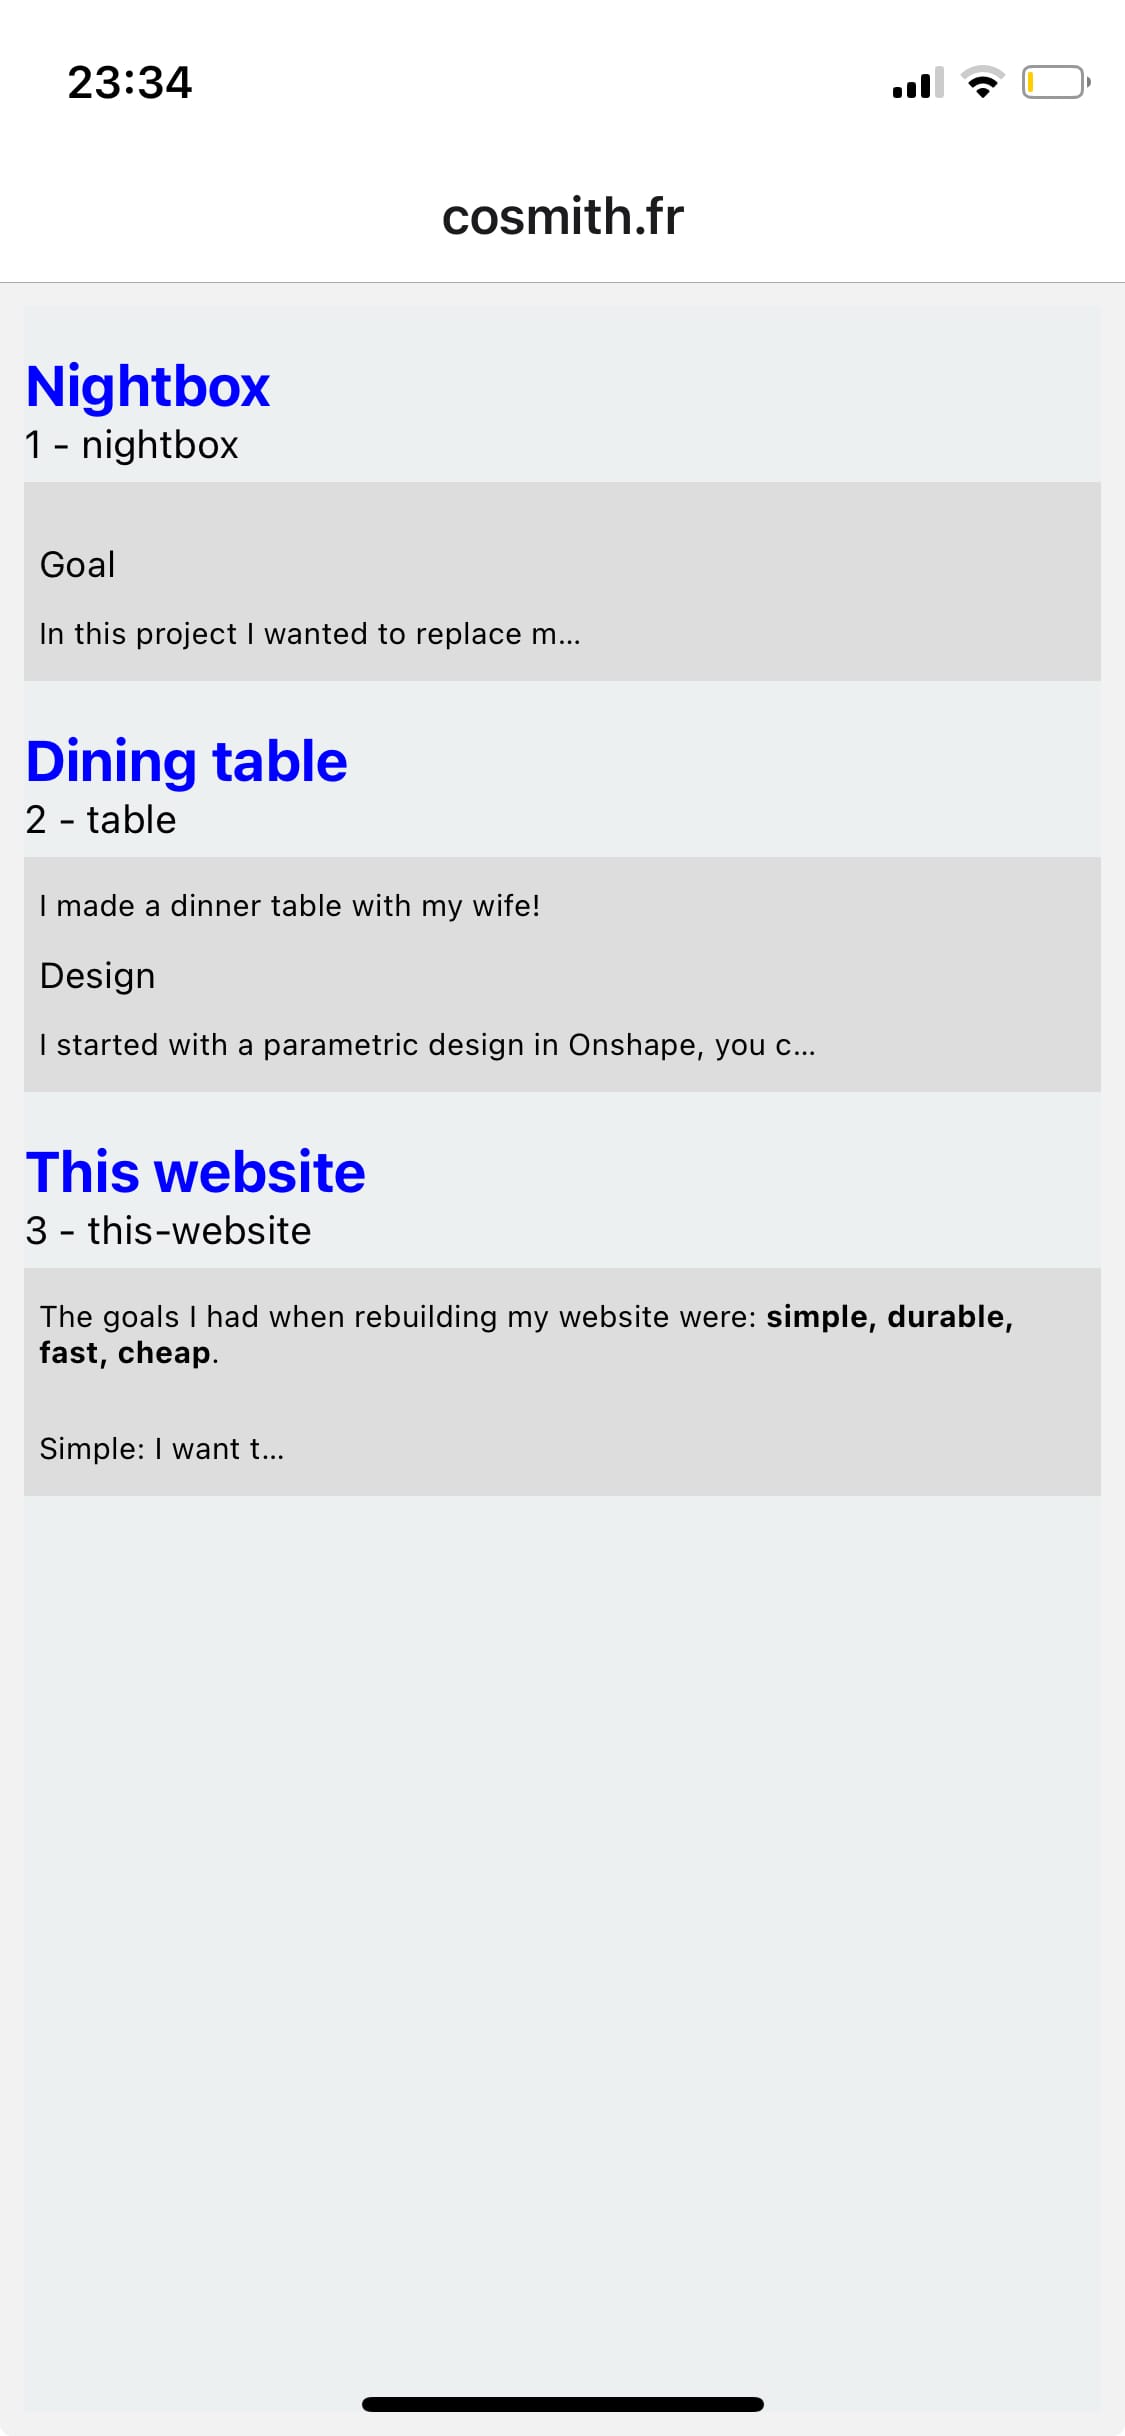 23:34
cosmith.fr
Nightbox
1 - nightbox
Goal
In this project I wanted to replace m...
Dining table
2 - table
I made a dinner table with my wife!
Design
I started with a parametric design in Onshape, you c...
This website
3 - this-website
The goals I had when rebuilding my website were: simple, durable,
fast, cheap.
Simple: I want t...